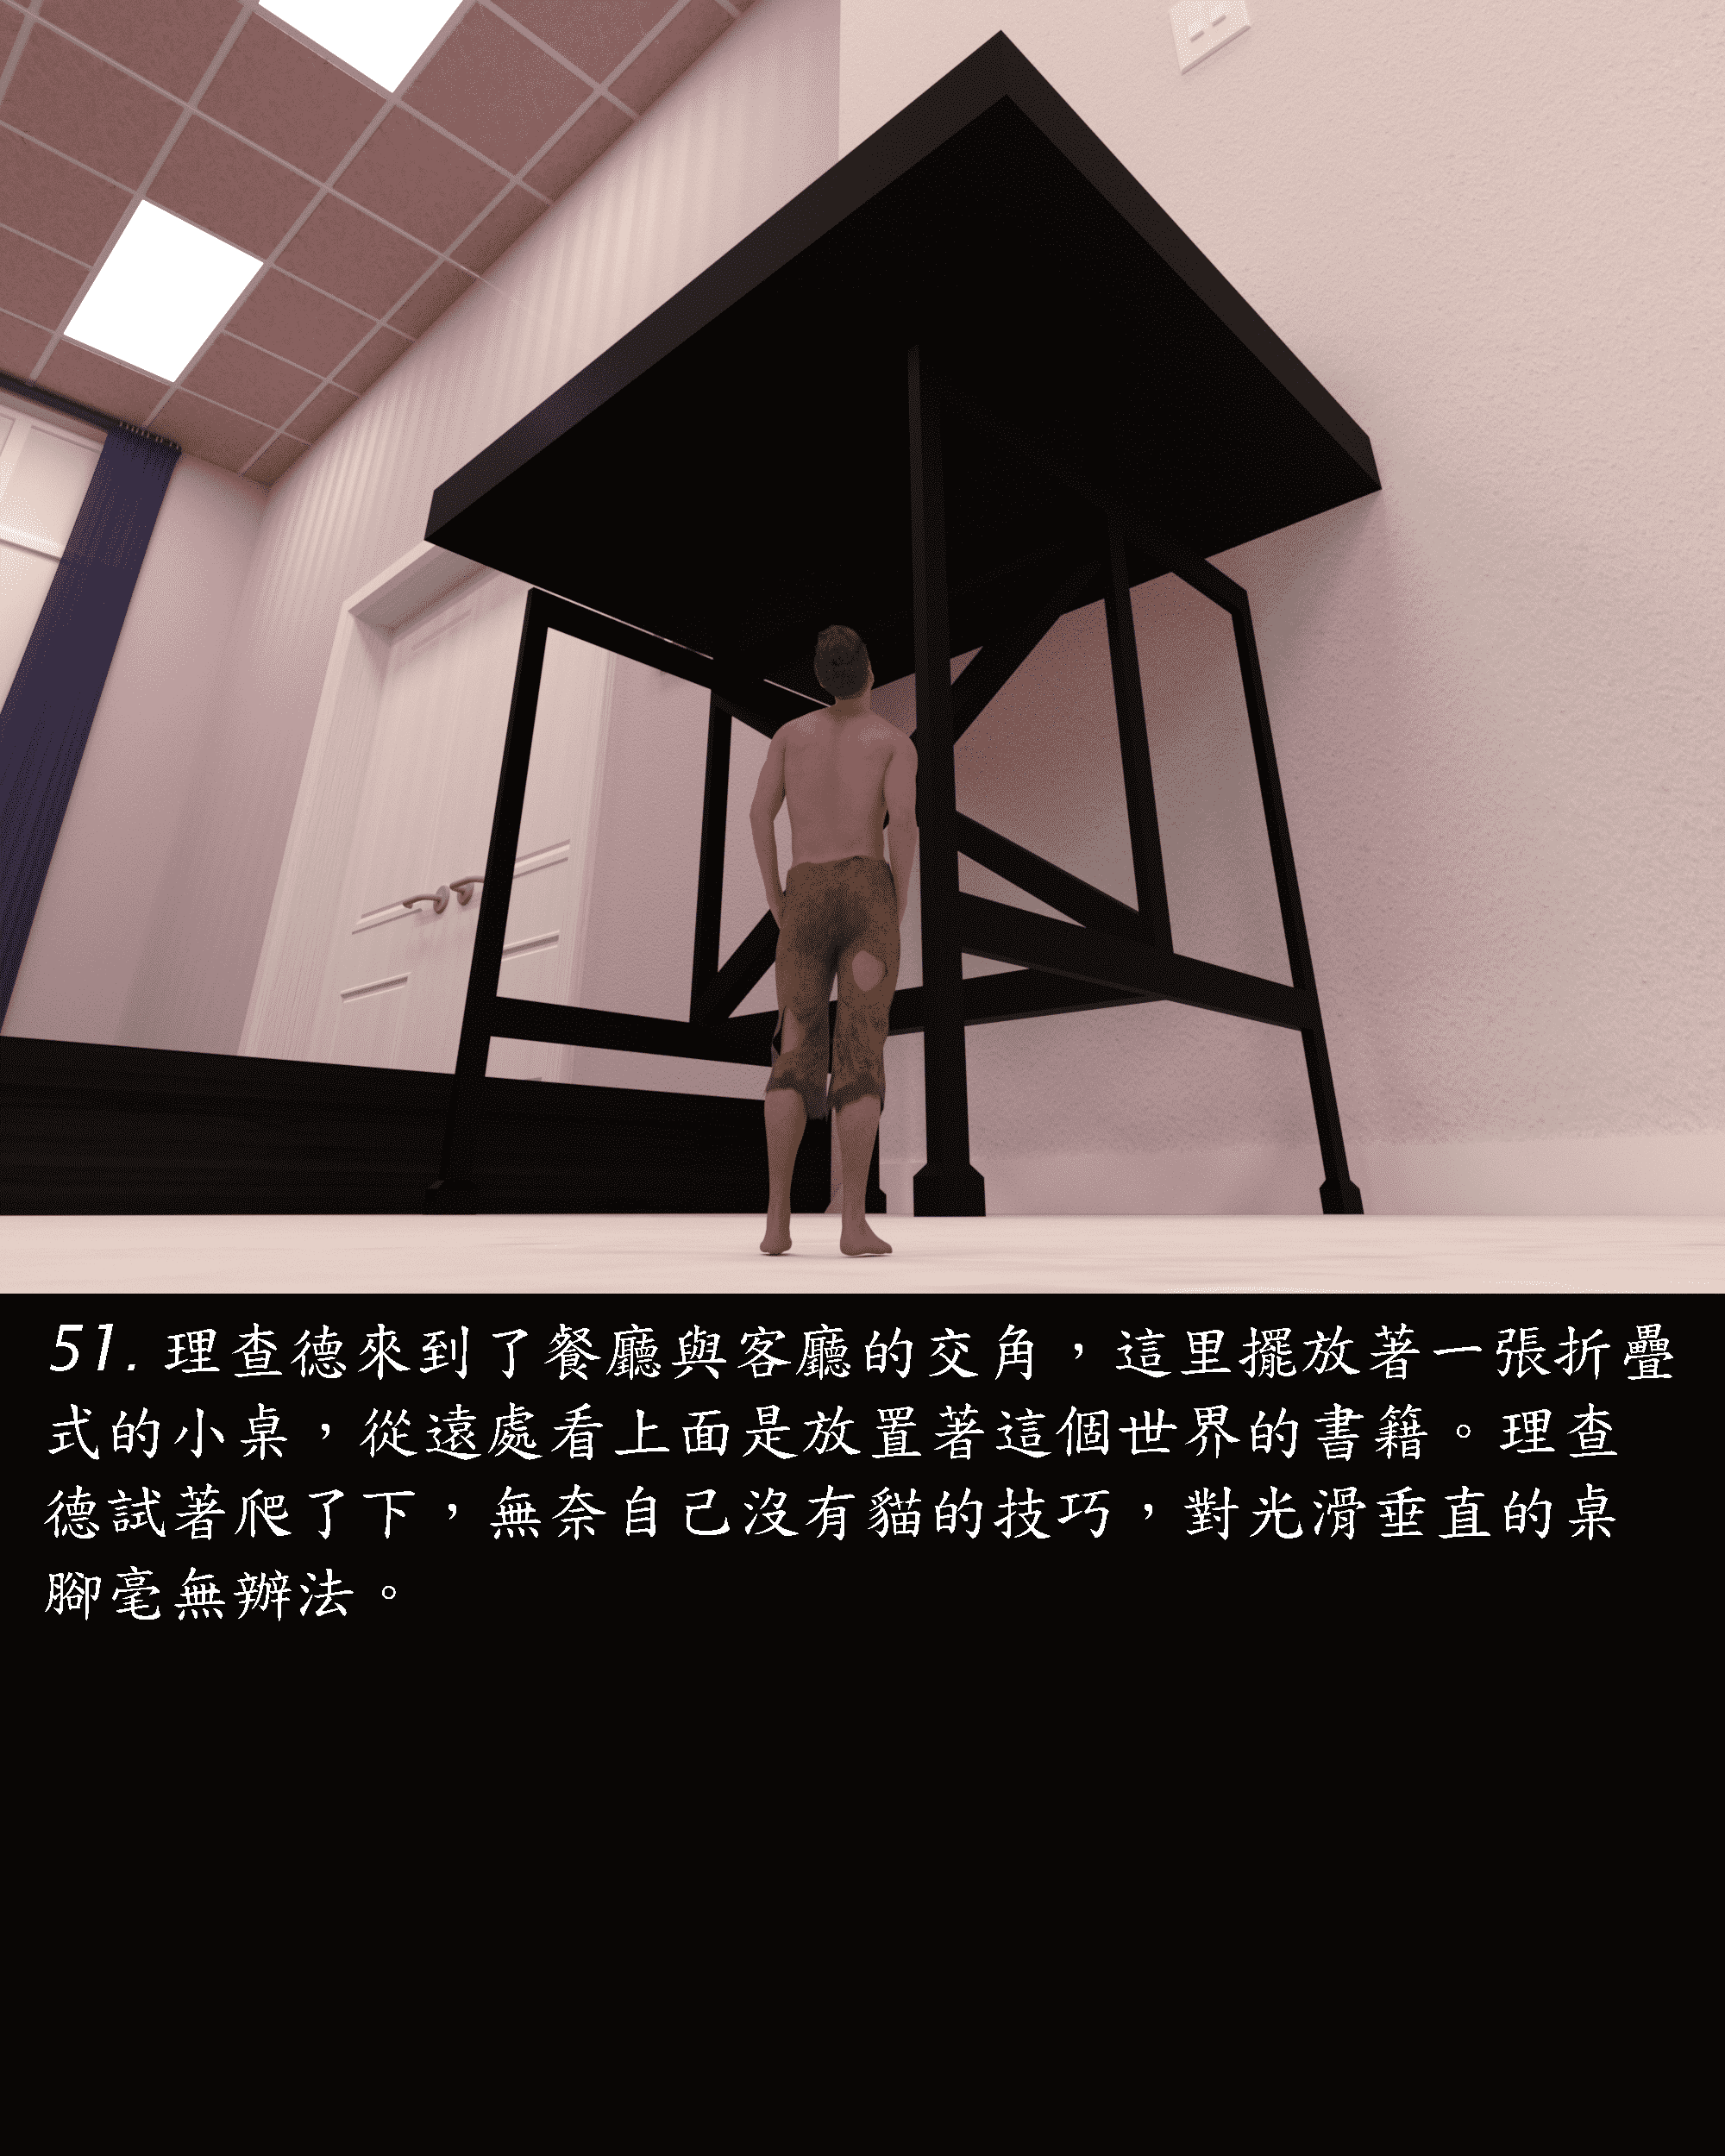 51. 理查德來到了餐廳與客廳的交角，這里擺放著一張折疊
式的小桌，從遠處看上面是放置著這個世界的書籍。理查
德試著爬了下，無奈自己沒有貓的技巧，對光滑垂直的桌
腳毫無辦法。